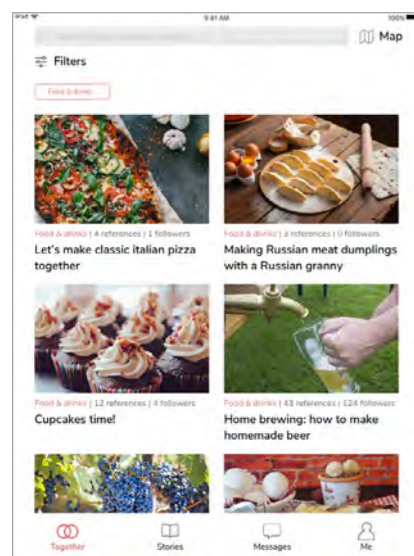 iPad
9:41 AM
100%
Map
Filters
Food & drinks
Food & drinks | 4 references | 1 followers
Let's make classic italian pizza
together
Food & drinks | 3 references | 0 followers
Making Russian meat dumplings
with a Russian granny
Food & drinks | 12 references | 4 followers
Cupcakes time!
Food & drinks | 43 references | 124 followers
Home brewing: how to make
homemade beer
Together
Stories
Messages
Me